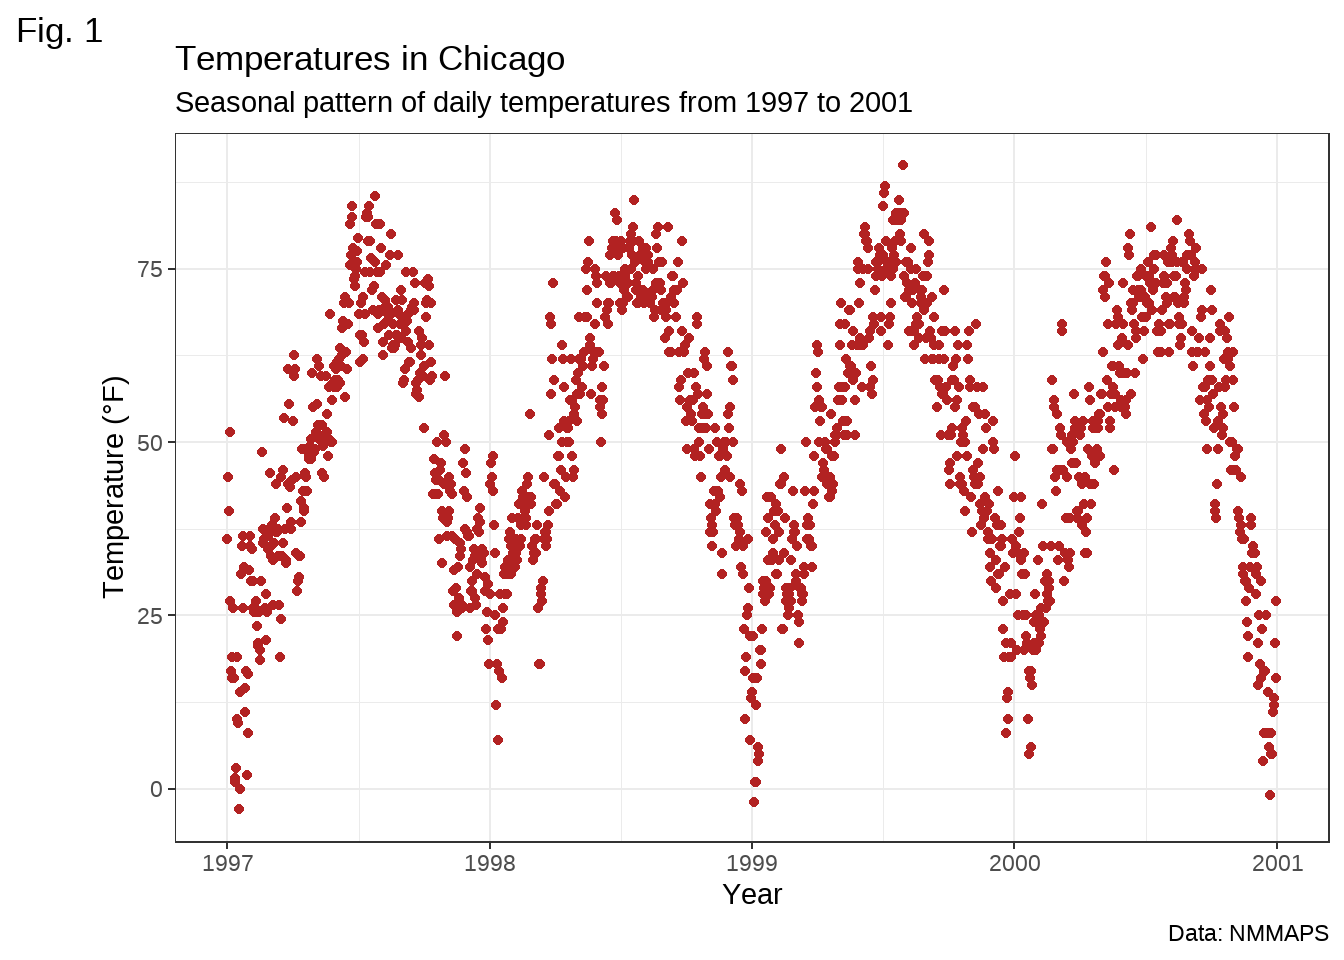 Fig. 1
Temperatures in Chicago
Seasonal pattern of daily temperatures from 1997 to 2001
Temperature (°F)
75
50
25
0
1997 1998 1999 2000 2001
Year
Data: NMMAPS